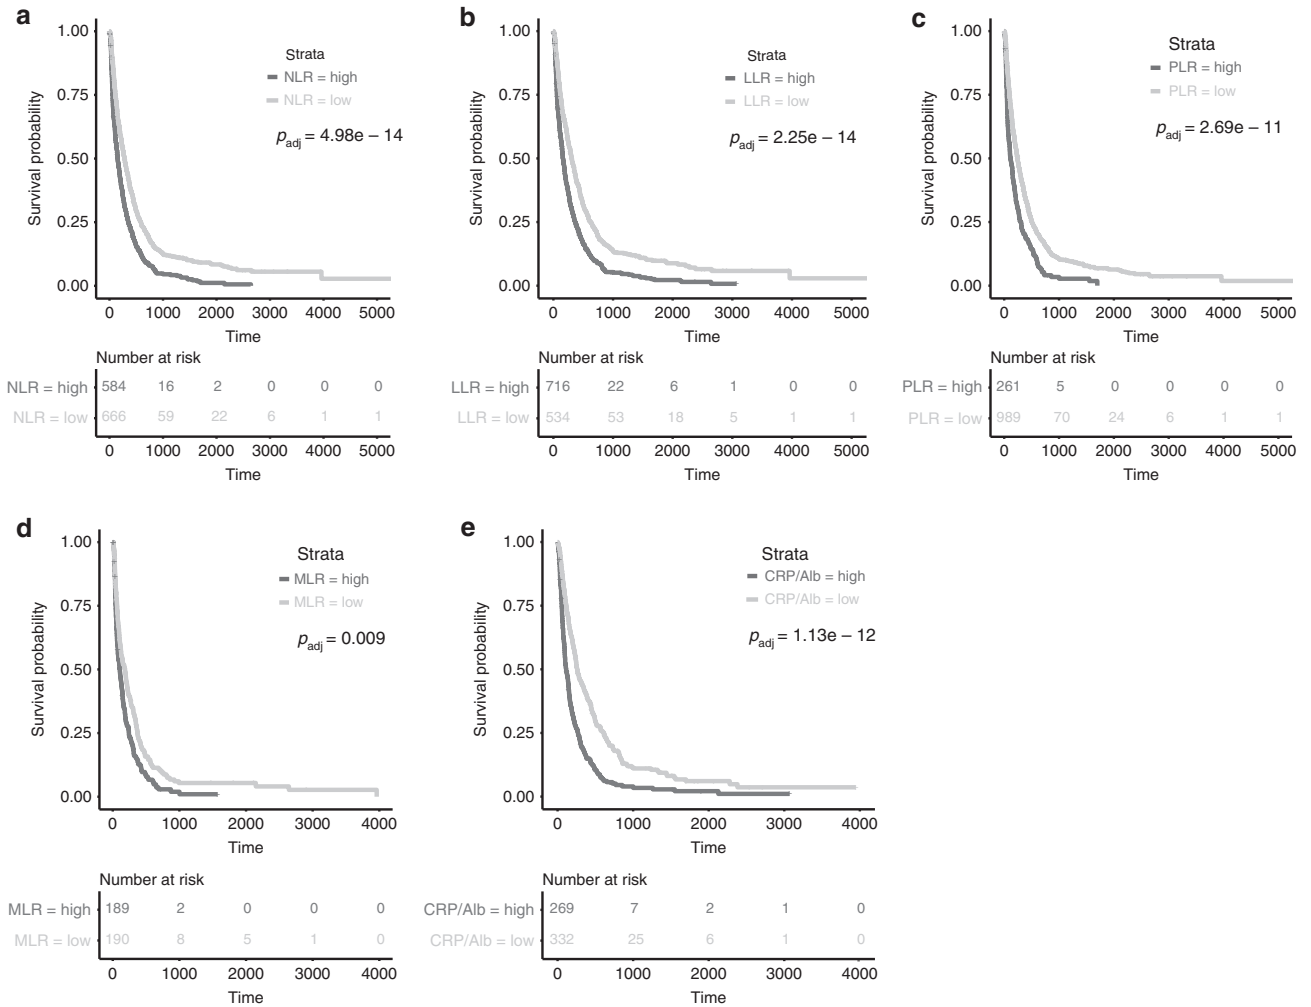 a
1.00
0.75
0.50
0.25
0.00
Survival probability
Strata
NLR = high
NLR = low
padj = 4.98e – 14
0 1000 2000 3000 4000 5000
Time
Number at risk
NLR = high 584 16 2 0 0 0
NLR = low 666 59 22 6 1 1
0 1000 2000 3000 4000 5000
Time
b
1.00
0.75
0.50
0.25
0.00
Survival probability
Strata
LLR = high
LLR = low
padj = 2.25e – 14
0 1000 2000 3000 4000 5000
Time
Number at risk
LLR = high 716 22 6 1 0 0
LLR = low 534 53 18 5 1 1
0 1000 2000 3000 4000 5000
Time
c
1.00
0.75
0.50
0.25
0.00
Survival probability
Strata
PLR = high
PLR = low
padj = 2.69e – 11
0 1000 2000 3000 4000 5000
Time
Number at risk
PLR = high 261 5 0 0 0 0
PLR = low 989 70 24 6 1 1
0 1000 2000 3000 4000 5000
Time
d
1.00
0.75
0.50
0.25
0.00
Survival probability
Strata
MLR = high
MLR = low
padj = 0.009
0 1000 2000 3000 4000
Time
Number at risk
MLR = high 189 2 0 0 0
MLR = low 190 8 5 1 0
0 1000 2000 3000 4000
Time
e
1.00
0.75
0.50
0.25
0.00
Survival probability
Strata
CRP/Alb = high
CRP/Alb = low
padj = 1.13e – 12
0 1000 2000 3000 4000
Time
Number at risk
CRP/Alb = high 269 7 2 1 0
CRP/Alb = low 332 25 6 1 0
0 1000 2000 3000 4000
Time